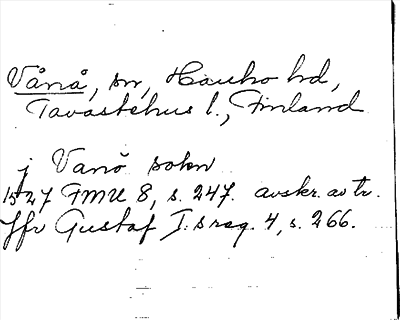 Vånå, sn, Hauho hd,
Tavastehus l., Finland
j Vanö sokn
1527 FMU 8, s. 247. avskr. av tr.
Jfr Gustaf I:s reg. 4, s. 266.